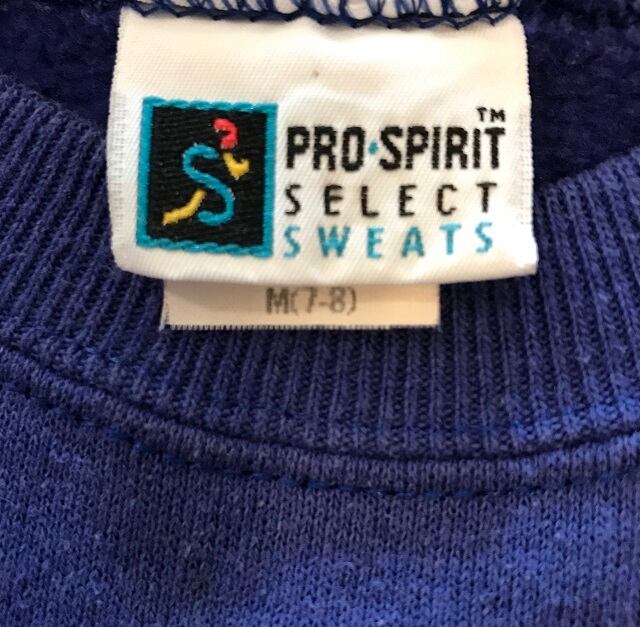 S
PRO·SPIRIT™
SELECT
SWEATS
M(7-8)